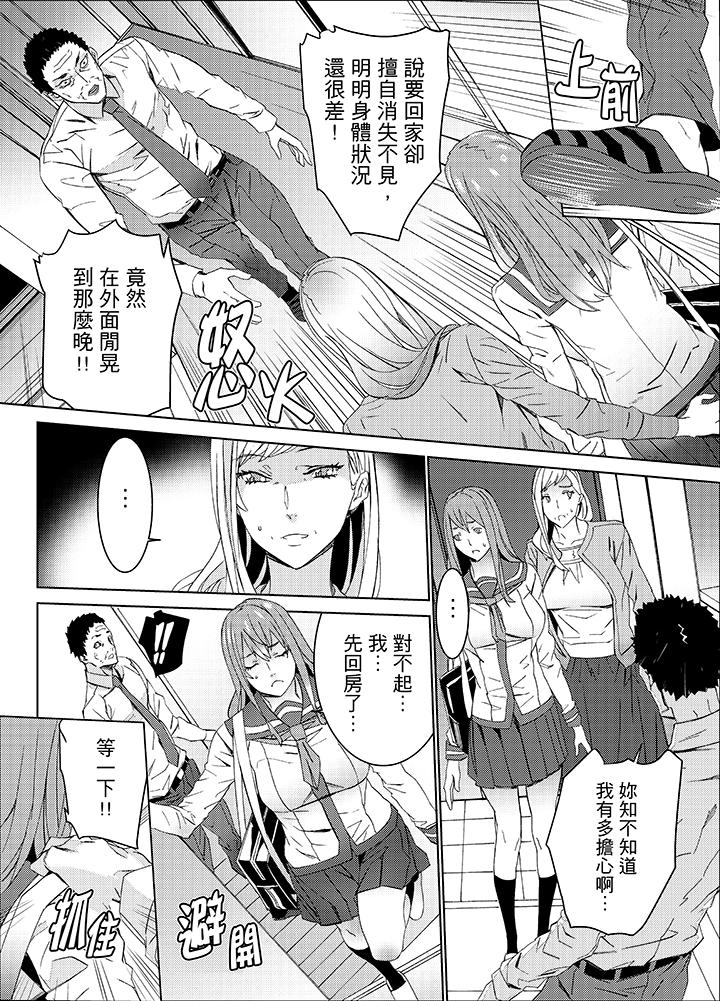 上前
說要回家卻
擅自消失不見，
明明身體狀況
還很差！
竟然
在外面閒晃
到那麼晚!!
怒火
…
…
妳知不知道
我有多擔心啊…
對不起…
我…
先回房了…
!!
避開
等一下!!
抓住